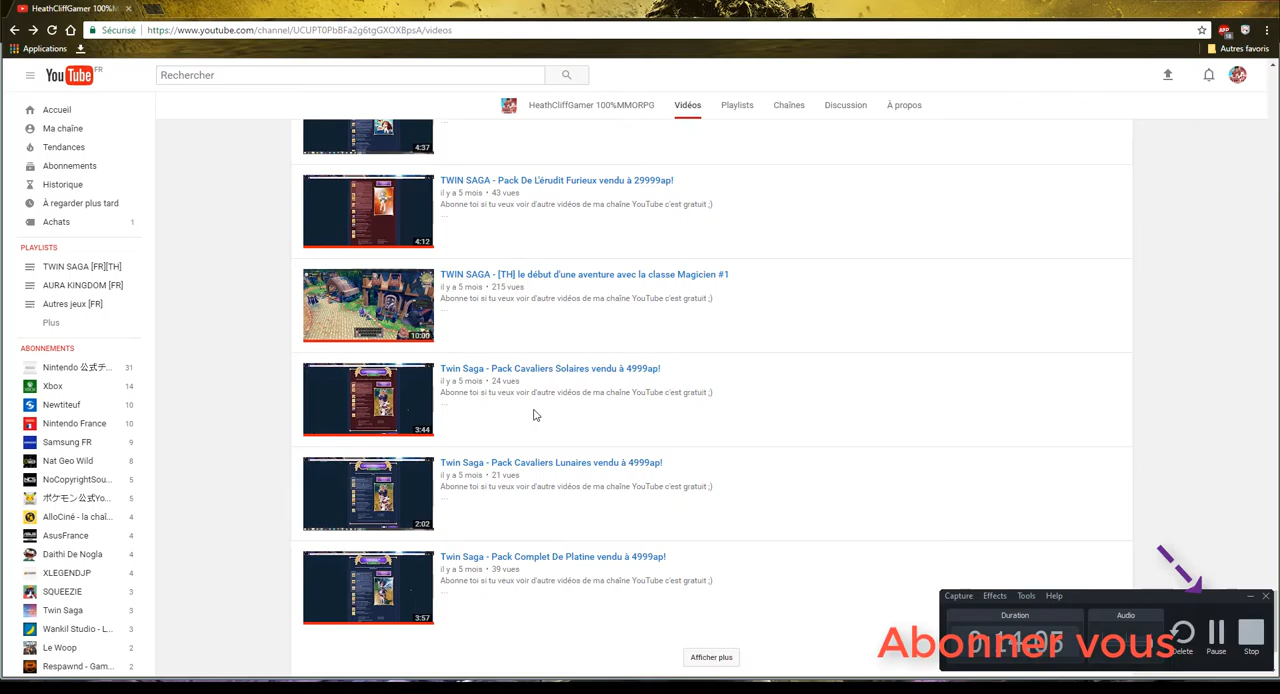 HeathCliffGamer 100%M
Sécurisé https://www.youtube.com/channel/UCUPT0PbBFa2g6tgGXOXBpsA/videos
Applications
Autres favoris
YouTube FR
Rechercher
HeathCliffGamer 100%MMORPG Vidéos Playlists Chaînes Discussion À propos
Accueil
Ma chaîne
Tendances
Abonnements
Historique
À regarder plus tard
Achats 1
PLAYLISTS
TWIN SAGA [FR][TH]
AURA KINGDOM [FR]
Autres jeux [FR]
Plus
ABONNEMENTS
Nintendo 公式チ... 31
Xbox 14
Newtiteuf 10
Nintendo France 10
Samsung FR 9
Nat Geo Wild 8
NoCopyrightSou... 5
ポケモン公式Yo... 5
AlloCiné - la chaî... 4
AsusFrance 4
Daithi De Nogla 4
XLEGENDJP 4
SQUEEZIE 3
Twin Saga 3
Wankil Studio - L... 3
Le Woop 3
Respawnd - Gam... 3
4:37
...
TWIN SAGA - Pack De L'érudit Furieux vendu à 29999ap!
il y a 5 mois • 43 vues
Abonne toi si tu veux voir d'autre vidéos de ma chaîne YouTube c'est gratuit ;)
...
4:12
TWIN SAGA - [TH] le début d'une aventure avec la classe Magicien #1
il y a 5 mois • 215 vues
Abonne toi si tu veux voir d'autre vidéos de ma chaîne YouTube c'est gratuit ;)
...
10:00
Twin Saga - Pack Cavaliers Solaires vendu à 4999ap!
il y a 5 mois • 24 vues
Abonne toi si tu veux voir d'autre vidéos de ma chaîne YouTube c'est gratuit ;)
...
3:44
Twin Saga - Pack Cavaliers Lunaires vendu à 4999ap!
il y a 5 mois • 21 vues
Abonne toi si tu veux voir d'autre vidéos de ma chaîne YouTube c'est gratuit ;)
...
2:02
Twin Saga - Pack Complet De Platine vendu à 4999ap!
il y a 5 mois • 39 vues
Abonne toi si tu veux voir d'autre vidéos de ma chaîne YouTube c'est gratuit ;)
...
3:57
Afficher plus
Capture Effects Tools Help
Duration Audio
0:14:05
Delete Pause Stop
Abonner vous